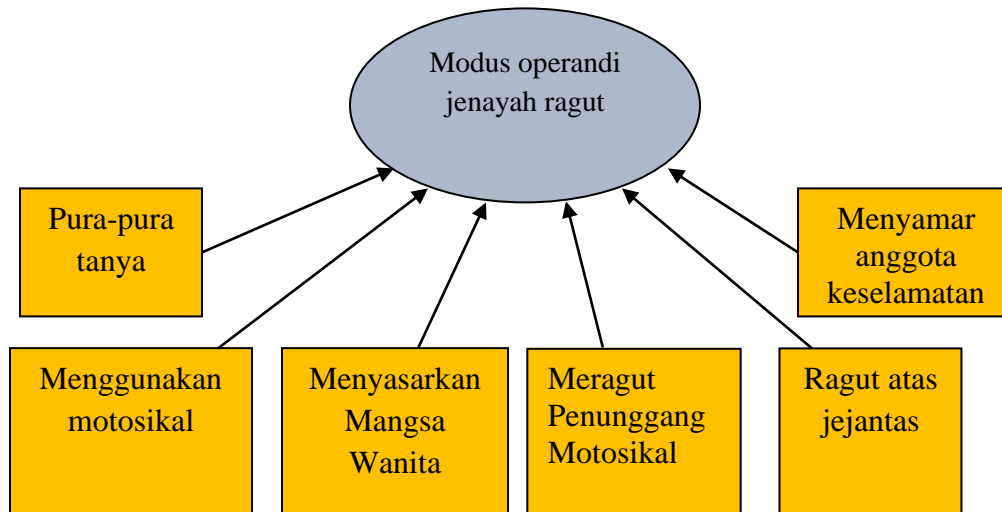 Modus operandi
jenayah ragut
Pura-pura
tanya
Menyamar
anggota
keselamatan
Menggunakan
motosikal
Menyasarkan
Mangsa
Wanita
Meragut
Penunggang
Motosikal
Ragut atas
jejantas